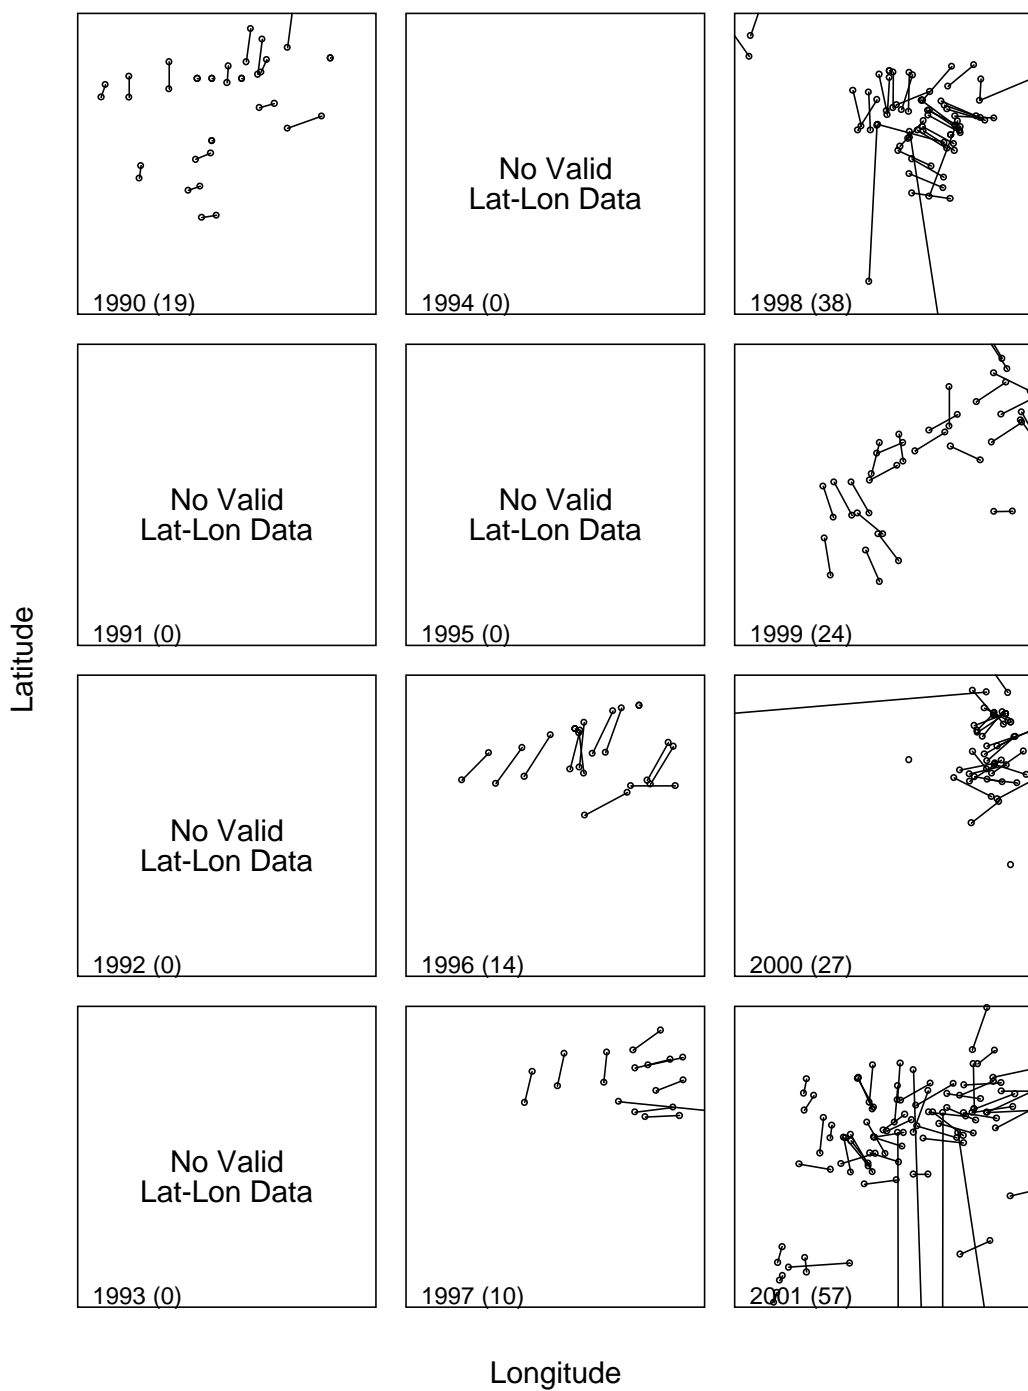 No Valid
Lat-Lon Data
1990 (19)
1994 (0)
1998 (38)
No Valid
Lat-Lon Data
No Valid
Lat-Lon Data
1991 (0)
1995 (0)
1999 (24)
Latitude
No Valid
Lat-Lon Data
1992 (0)
1996 (14)
2000 (27)
No Valid
Lat-Lon Data
1993 (0)
1997 (10)
2001 (57)
Longitude